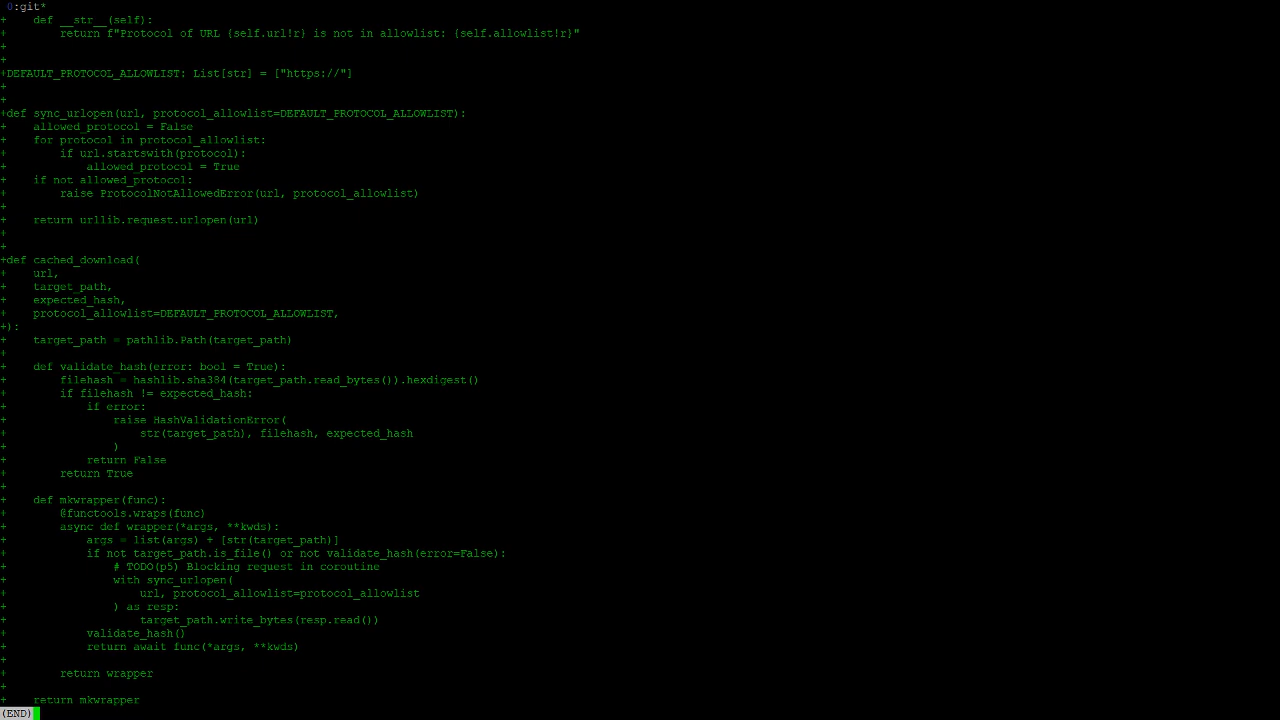 0:git*
+    def __str__(self):
+        return f"Protocol of URL {self.url!r} is not in allowlist: {self.allowlist!r}"
+
+
+DEFAULT_PROTOCOL_ALLOWLIST: List[str] = ["https://"]
+
+
+def sync_urlopen(url, protocol_allowlist=DEFAULT_PROTOCOL_ALLOWLIST):
+    allowed_protocol = False
+    for protocol in protocol_allowlist:
+        if url.startswith(protocol):
+            allowed_protocol = True
+    if not allowed_protocol:
+        raise ProtocolNotAllowedError(url, protocol_allowlist)
+
+    return urllib.request.urlopen(url)
+
+
+def cached_download(
+    url,
+    target_path,
+    expected_hash,
+    protocol_allowlist=DEFAULT_PROTOCOL_ALLOWLIST,
+):
+    target_path = pathlib.Path(target_path)
+
+    def validate_hash(error: bool = True):
+        filehash = hashlib.sha384(target_path.read_bytes()).hexdigest()
+        if filehash != expected_hash:
+            if error:
+                raise HashValidationError(
+                    str(target_path), filehash, expected_hash
+                )
+            return False
+        return True
+
+    def mkwrapper(func):
+        @functools.wraps(func)
+        async def wrapper(*args, **kwds):
+            args = list(args) + [str(target_path)]
+            if not target_path.is_file() or not validate_hash(error=False):
+                # TODO(p5) Blocking request in coroutine
+                with sync_urlopen(
+                    url, protocol_allowlist=protocol_allowlist
+                ) as resp:
+                    target_path.write_bytes(resp.read())
+            validate_hash()
+            return await func(*args, **kwds)
+
+        return wrapper
+
+    return mkwrapper
(END)